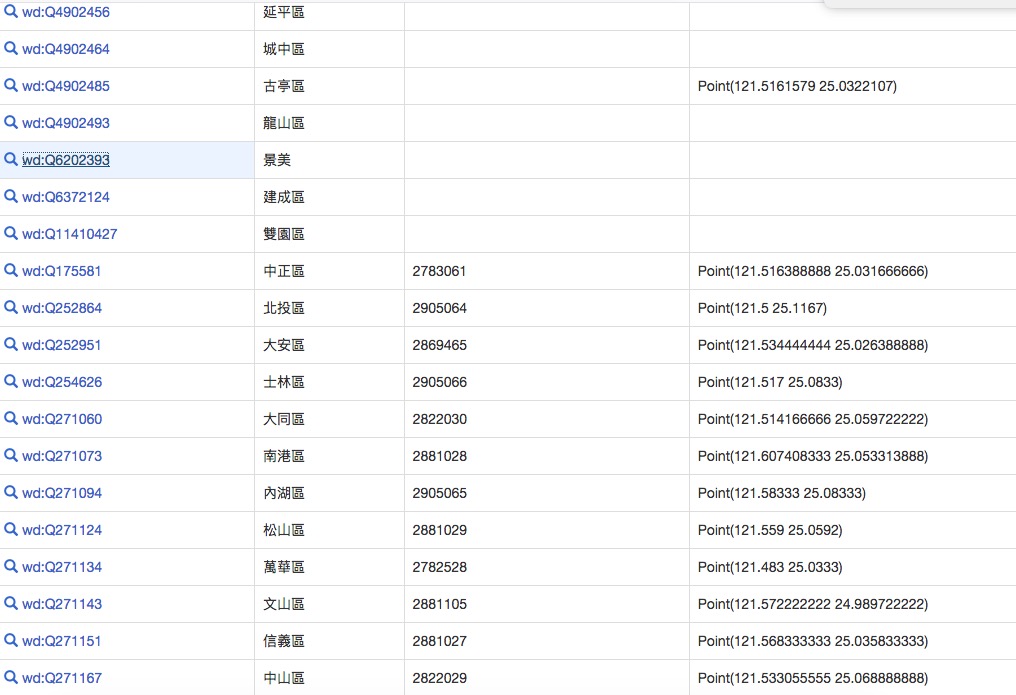 wd:Q4902456 延平區
wd:Q4902464 城中區
wd:Q4902485 古亭區 Point(121.5161579 25.0322107)
wd:Q4902493 龍山區
wd:Q6202393 景美
wd:Q6372124 建成區
wd:Q11410427 雙園區
wd:Q175581 中正區 2783061 Point(121.516388888 25.031666666)
wd:Q252864 北投區 2905064 Point(121.5 25.1167)
wd:Q252951 大安區 2869465 Point(121.534444444 25.026388888)
wd:Q254626 士林區 2905066 Point(121.517 25.0833)
wd:Q271060 大同區 2822030 Point(121.514166666 25.059722222)
wd:Q271073 南港區 2881028 Point(121.607408333 25.053313888)
wd:Q271094 內湖區 2905065 Point(121.58333 25.08333)
wd:Q271124 松山區 2881029 Point(121.559 25.0592)
wd:Q271134 萬華區 2782528 Point(121.483 25.0333)
wd:Q271143 文山區 2881105 Point(121.572222222 24.989722222)
wd:Q271151 信義區 2881027 Point(121.568333333 25.035833333)
wd:Q271167 中山區 2822029 Point(121.533055555 25.068888888)